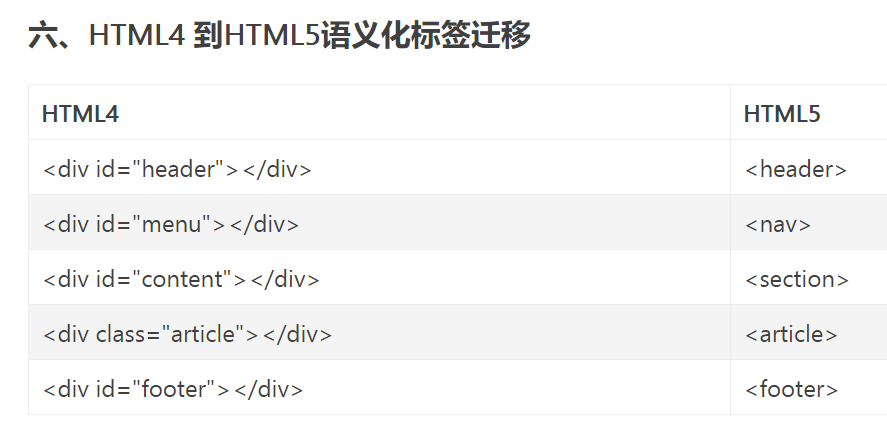 六、HTML4 到HTML5语义化标签迁移
HTML4 HTML5
<div id="header"></div> <header>
<div id="menu"></div> <nav>
<div id="content"></div> <section>
<div class="article"></div> <article>
<div id="footer"></div> <footer>